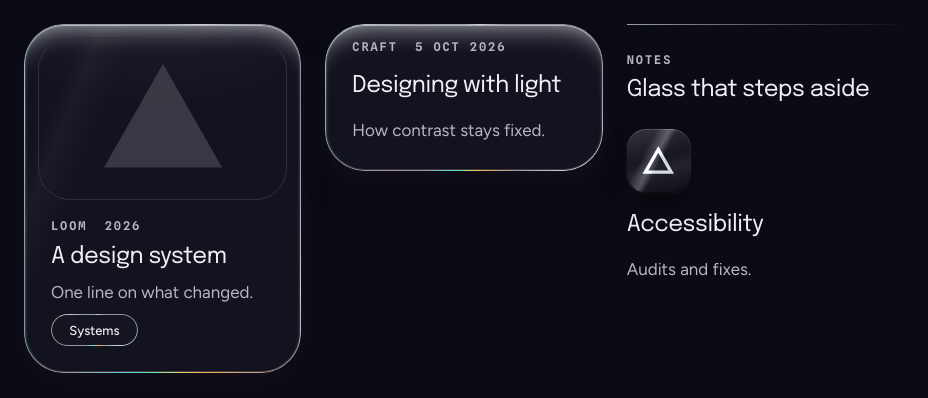 LOOM 2026
A design system
One line on what changed.
Systems
CRAFT 5 OCT 2026
Designing with light
How contrast stays fixed.
NOTES
Glass that steps aside
Accessibility
Audits and fixes.